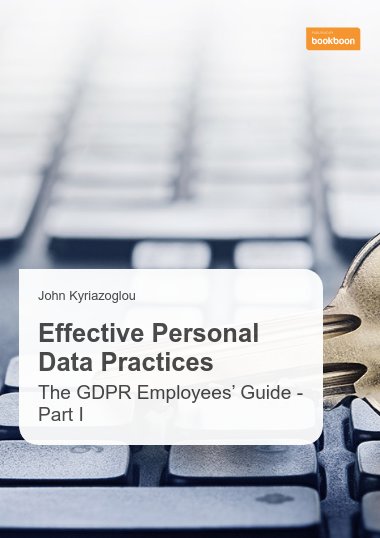 bookboon
John Kyriazoglou
Effective Personal
Data Practices
The GDPR Employees’ Guide -
Part I